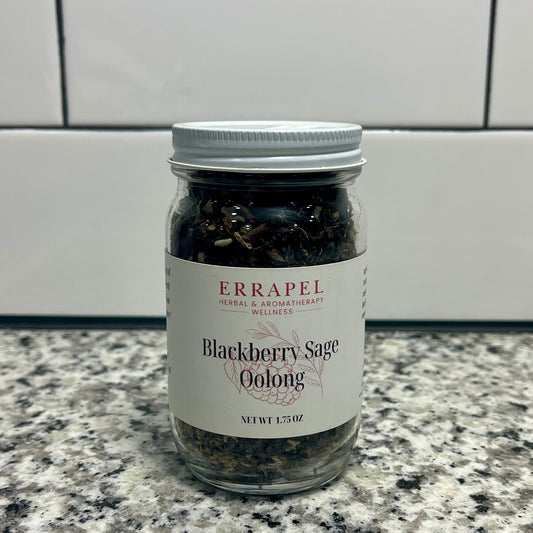 ERRAPEL
HERBAL & AROMATHERAPY
WELLNESS
Blackberry Sage
Oolong
NET WT 1.75 OZ